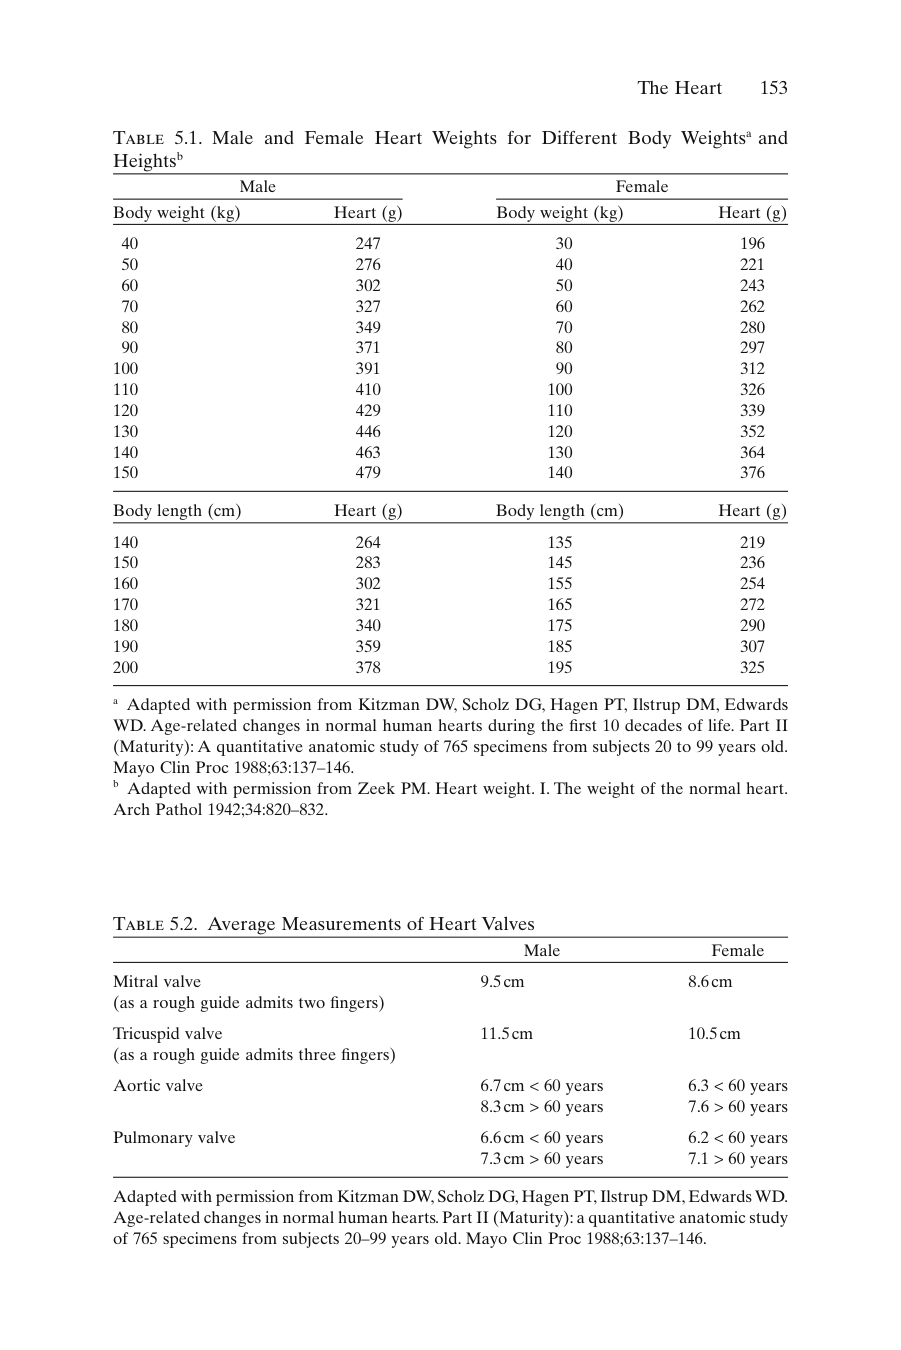 The Heart 153
Table 5.1. Male and Female Heart Weights for Different Body Weightsᵃ and
Heightsᵇ
Male Female
Body weight (kg) Heart (g) Body weight (kg) Heart (g)
40 247 30 196
50 276 40 221
60 302 50 243
70 327 60 262
80 349 70 280
90 371 80 297
100 391 90 312
110 410 100 326
120 429 110 339
130 446 120 352
140 463 130 364
150 479 140 376
Body length (cm) Heart (g) Body length (cm) Heart (g)
140 264 135 219
150 283 145 236
160 302 155 254
170 321 165 272
180 340 175 290
190 359 185 307
200 378 195 325
ᵃ Adapted with permission from Kitzman DW, Scholz DG, Hagen PT, Ilstrup DM, Edwards
WD. Age-related changes in normal human hearts during the first 10 decades of life. Part II
(Maturity): A quantitative anatomic study of 765 specimens from subjects 20 to 99 years old.
Mayo Clin Proc 1988;63:137–146.
ᵇ Adapted with permission from Zeek PM. Heart weight. I. The weight of the normal heart.
Arch Pathol 1942;34:820–832.
Table 5.2. Average Measurements of Heart Valves
Male Female
Mitral valve 9.5 cm 8.6 cm
(as a rough guide admits two fingers)
Tricuspid valve 11.5 cm 10.5 cm
(as a rough guide admits three fingers)
Aortic valve 6.7 cm < 60 years 6.3 < 60 years
8.3 cm > 60 years 7.6 > 60 years
Pulmonary valve 6.6 cm < 60 years 6.2 < 60 years
7.3 cm > 60 years 7.1 > 60 years
Adapted with permission from Kitzman DW, Scholz DG, Hagen PT, Ilstrup DM, Edwards WD.
Age-related changes in normal human hearts. Part II (Maturity): a quantitative anatomic study
of 765 specimens from subjects 20–99 years old. Mayo Clin Proc 1988;63:137–146.